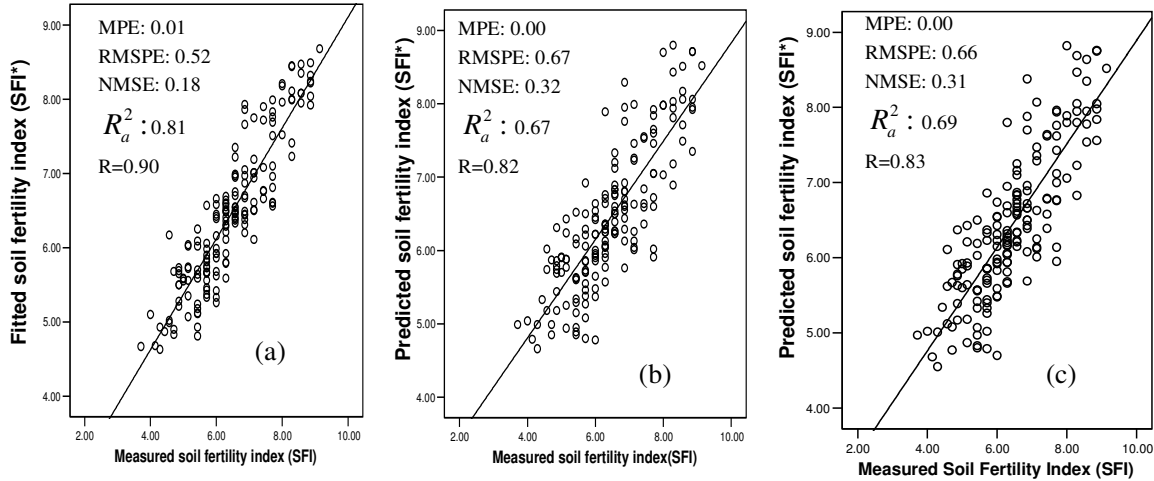 MPE: 0.01
RMSPE: 0.52
NMSE: 0.18
R_a^2 : 0.81
R=0.90
(a)
Fitted soil fertility index (SFI*)
9.00
8.00
7.00
6.00
5.00
4.00
2.00 4.00 6.00 8.00 10.00
Measured soil fertility index (SFI)
MPE: 0.00
RMSPE: 0.67
NMSE: 0.32
R_a^2 : 0.67
R=0.82
(b)
Predicted soil fertility index (SFI*)
9.00
8.00
7.00
6.00
5.00
4.00
2.00 4.00 6.00 8.00 10.00
Measured soil fertility index(SFI)
MPE: 0.00
RMSPE: 0.66
NMSE: 0.31
R_a^2 : 0.69
R=0.83
(c)
Predicted soil fertility index (SFI*)
9.00
8.00
7.00
6.00
5.00
4.00
2.00 4.00 6.00 8.00 10.00
Measured Soil Fertility Index (SFI)